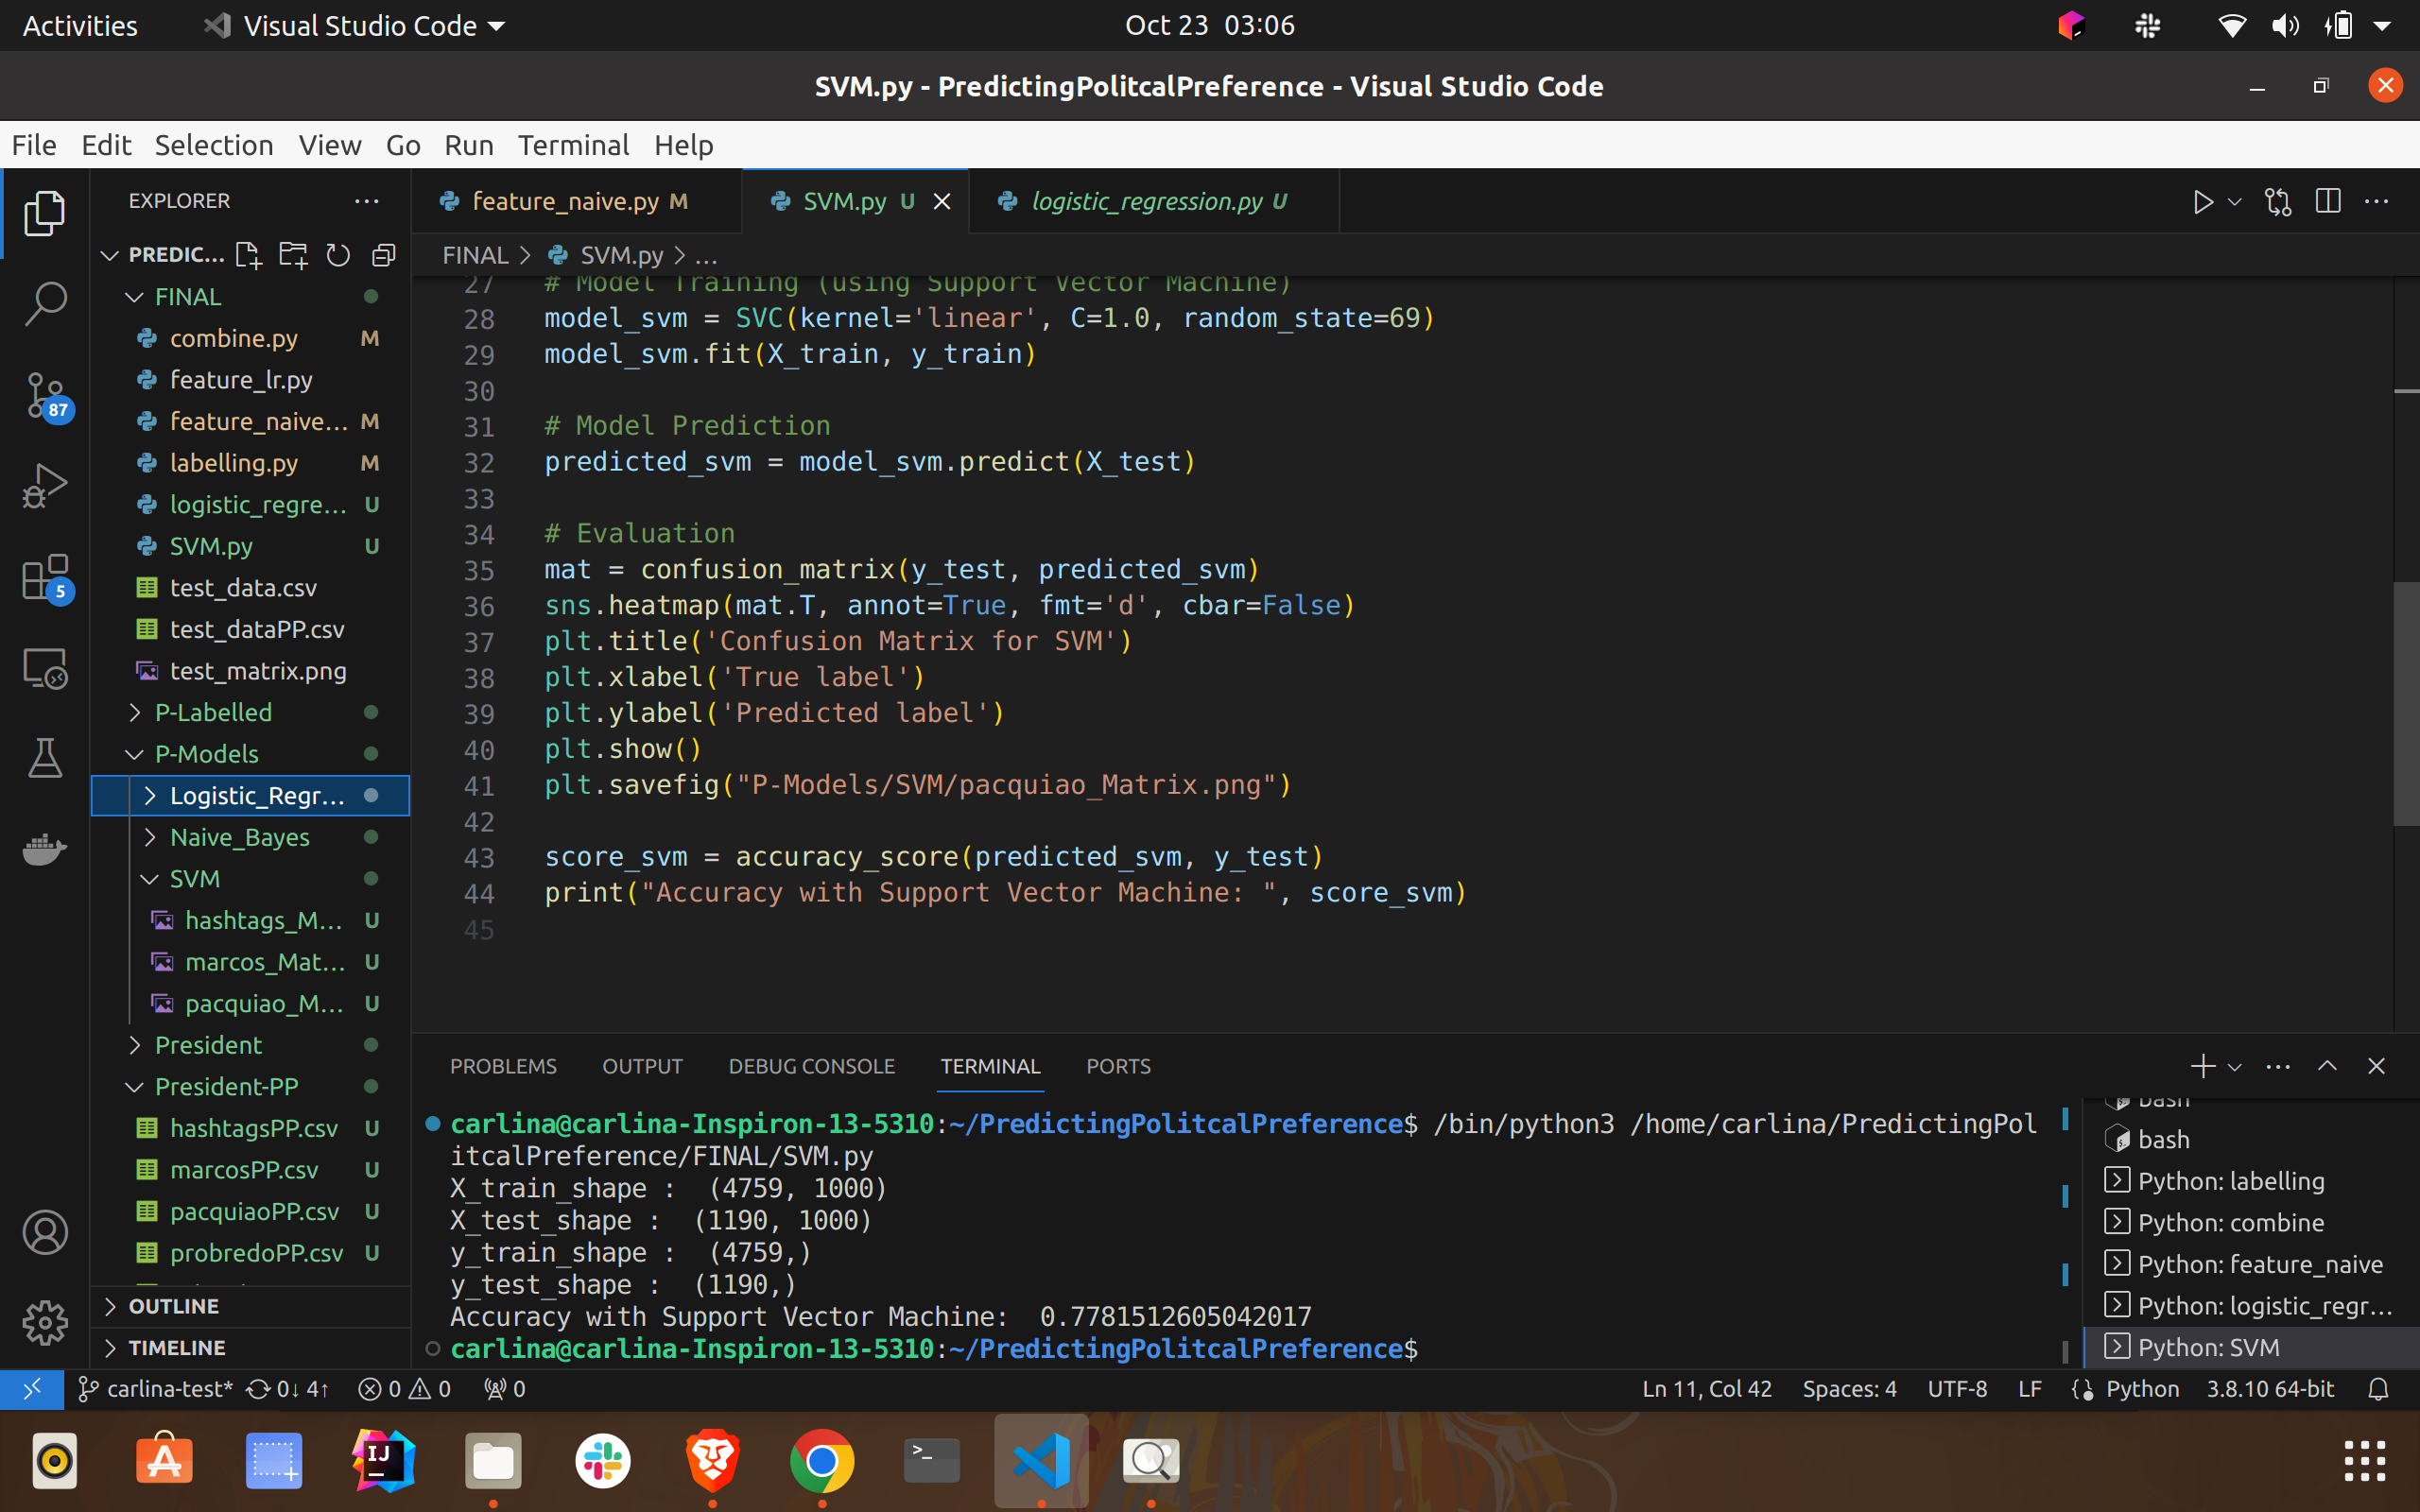 Activities
Visual Studio Code
Oct 23 03:06
SVM.py - PredictingPolitcalPreference - Visual Studio Code
File Edit Selection View Go Run Terminal Help
EXPLORER
PREDIC...
FINAL
combine.py M
feature_lr.py
feature_naive... M
labelling.py M
logistic_regre... U
SVM.py U
test_data.csv
test_dataPP.csv
test_matrix.png
P-Labelled
P-Models
Logistic_Regr...
Naive_Bayes
SVM
hashtags_M... U
marcos_Mat... U
pacquiao_M... U
President
President-PP
hashtagsPP.csv U
marcosPP.csv U
pacquiaoPP.csv U
probredoPP.csv U
OUTLINE
TIMELINE
87
5
feature_naive.py M
SVM.py U
logistic_regression.py U
FINAL > SVM.py > ...
27 # Model Training (using Support Vector Machine)
28 model_svm = SVC(kernel='linear', C=1.0, random_state=69)
29 model_svm.fit(X_train, y_train)
30
31 # Model Prediction
32 predicted_svm = model_svm.predict(X_test)
33
34 # Evaluation
35 mat = confusion_matrix(y_test, predicted_svm)
36 sns.heatmap(mat.T, annot=True, fmt='d', cbar=False)
37 plt.title('Confusion Matrix for SVM')
38 plt.xlabel('True label')
39 plt.ylabel('Predicted label')
40 plt.show()
41 plt.savefig("P-Models/SVM/pacquiao_Matrix.png")
42
43 score_svm = accuracy_score(predicted_svm, y_test)
44 print("Accuracy with Support Vector Machine: ", score_svm)
45
PROBLEMS OUTPUT DEBUG CONSOLE TERMINAL PORTS
carlina@carlina-Inspiron-13-5310:~/PredictingPolitcalPreference$ /bin/python3 /home/carlina/PredictingPol
itcalPreference/FINAL/SVM.py
X_train_shape :  (4759, 1000)
X_test_shape :  (1190, 1000)
y_train_shape :  (4759,)
y_test_shape :  (1190,)
Accuracy with Support Vector Machine:  0.7781512605042017
carlina@carlina-Inspiron-13-5310:~/PredictingPolitcalPreference$
bash
bash
Python: labelling
Python: combine
Python: feature_naive
Python: logistic_regr...
Python: SVM
carlina-test* 0↓ 4↑ 0 0 0
Ln 11, Col 42 Spaces: 4 UTF-8 LF Python 3.8.10 64-bit
IJ